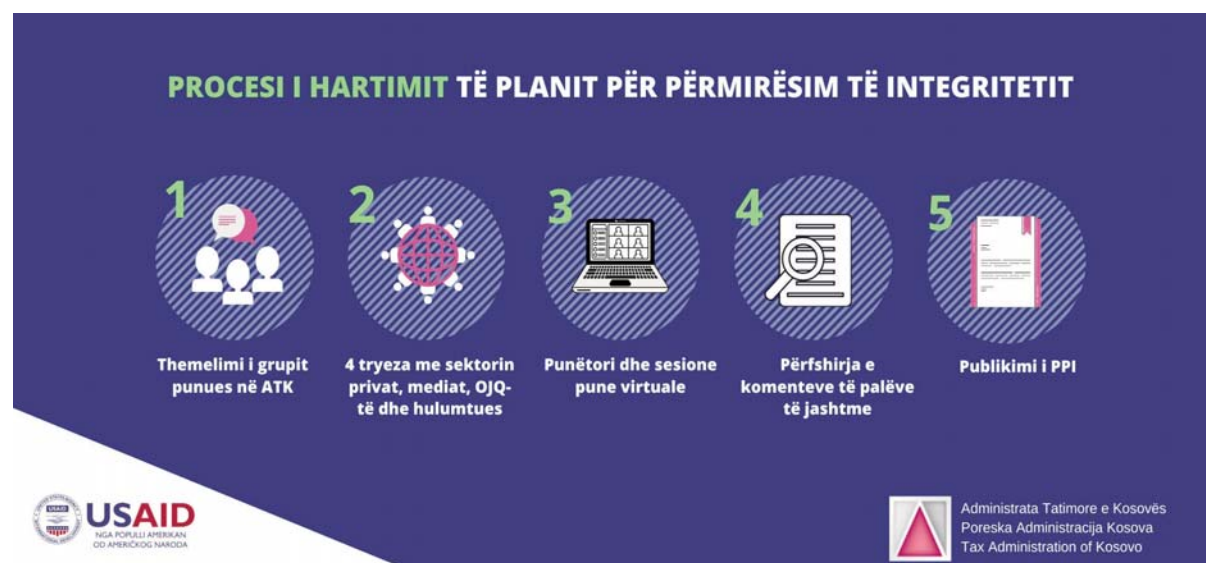 PROCESI I HARTIMIT TË PLANIT PËR PËRMIRËSIM TË INTEGRITETIT
1
Themelimi i grupit
punues në ATK
2
4 tryeza me sektorin
privat, mediat, OJQ-
të dhe hulumtues
3
Punëtori dhe sesione
pune virtuale
4
Përfshirja e
komenteve të palëve
të jashtme
5
Publikimi i PPI
USAID
USAID
NGA POPULLI AMERIKAN
OD AMERIČKOG NARODA
Administrata Tatimore e Kosovës
Poreska Administracija Kosova
Tax Administration of Kosovo